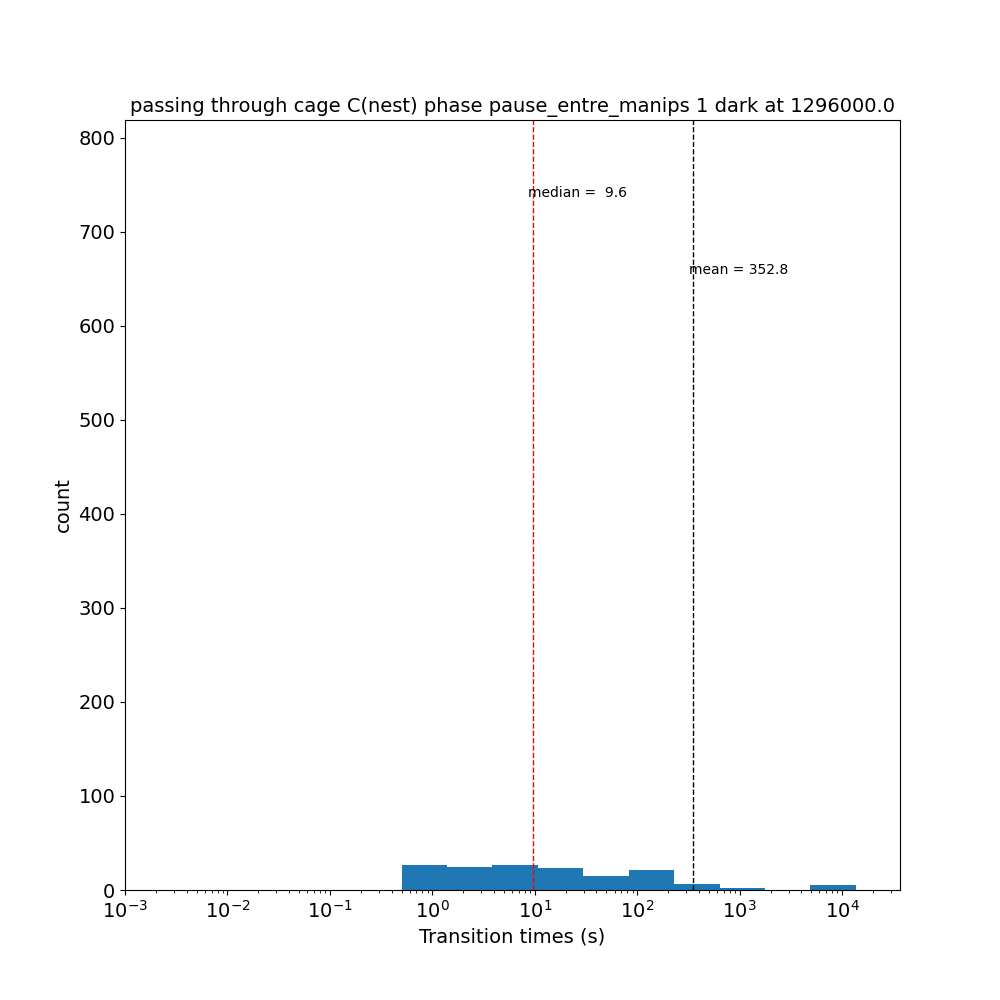 passing through cage C(nest) phase pause_entre_manips 1 dark at 1296000.0
800
median =  9.6
700
mean = 352.8
600
500
count
400
300
200
100
0
10⁻³ 10⁻² 10⁻¹ 10⁰ 10¹ 10² 10³ 10⁴
Transition times (s)